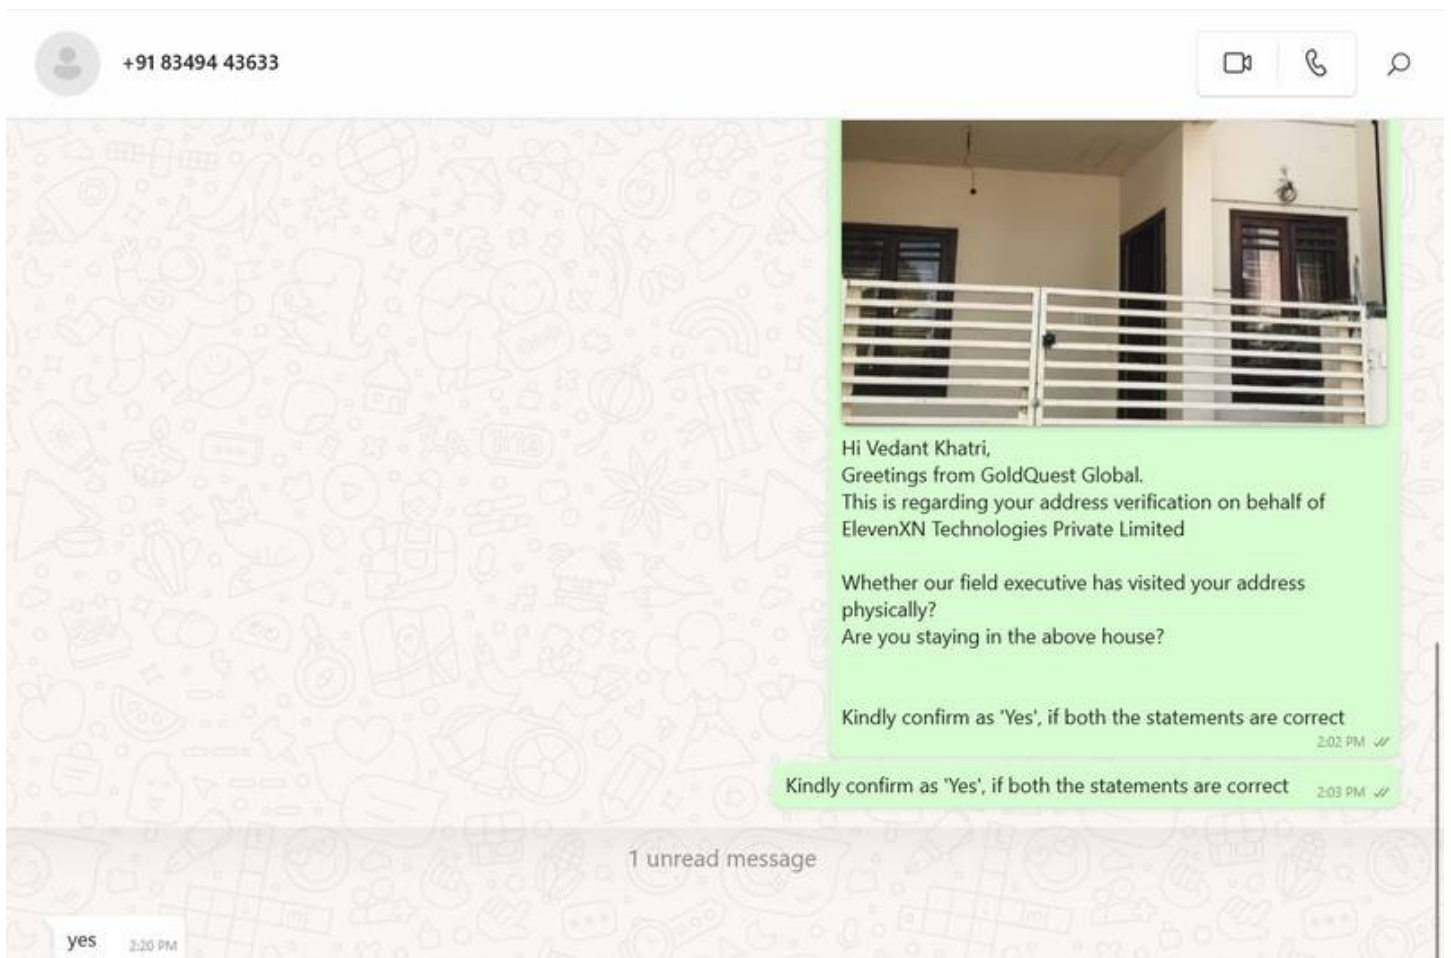 +91 83494 43633
Hi Vedant Khatri,
Greetings from GoldQuest Global.
This is regarding your address verification on behalf of
ElevenXN Technologies Private Limited
Whether our field executive has visited your address
physically?
Are you staying in the above house?
Kindly confirm as 'Yes', if both the statements are correct
2:02 PM
Kindly confirm as 'Yes', if both the statements are correct
2:03 PM
1 unread message
yes
2:20 PM